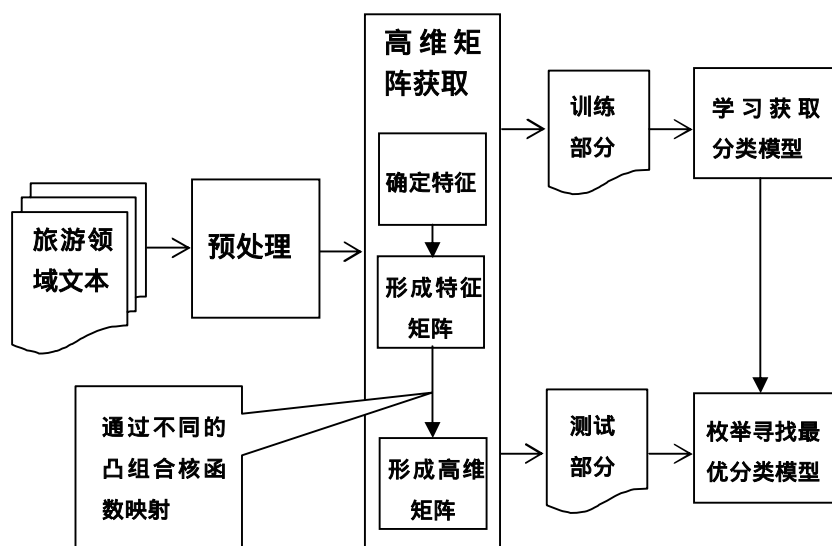 旅游领
域文本
预处理
高维矩
阵获取
确定特征
形成特征
矩阵
通过不同的
凸组合核函
数映射
形成高维
矩阵
训练
部分
学习获取
分类模型
测试
部分
枚举寻找最
优分类模型